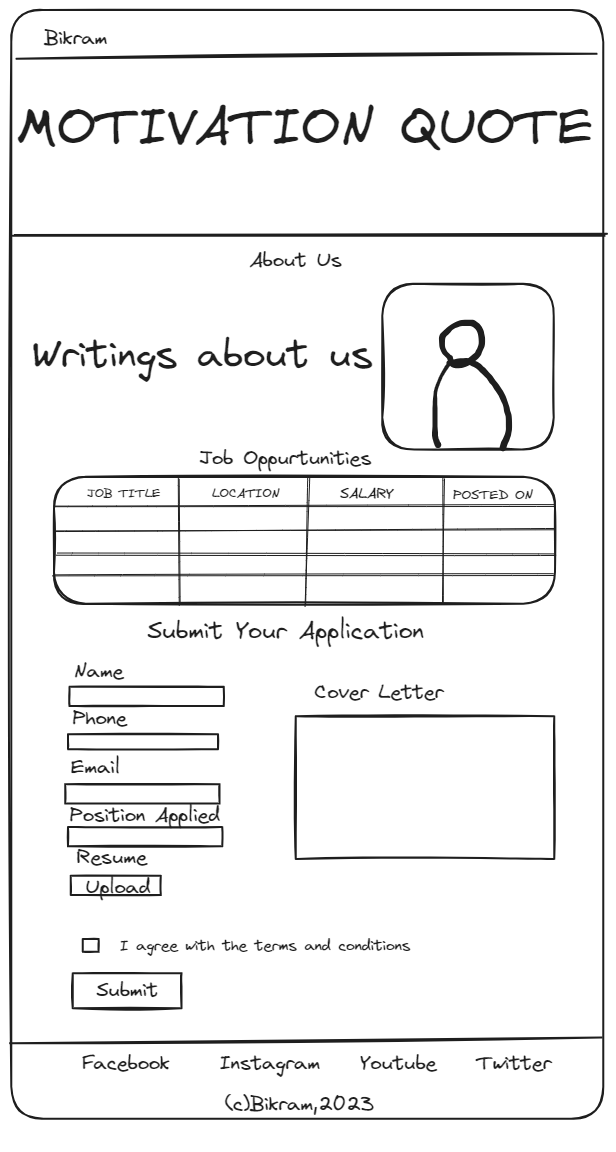 Bikram
MOTIVATION QUOTE
About Us
Writings about us
Job Oppurtunities
JOB TITLE LOCATION SALARY POSTED ON
Submit Your Application
Name
Phone
Email
Position Applied
Resume
Upload
Cover Letter
I agree with the terms and conditions
Submit
Facebook Instagram Youtube Twitter
(c)Bikram,2023